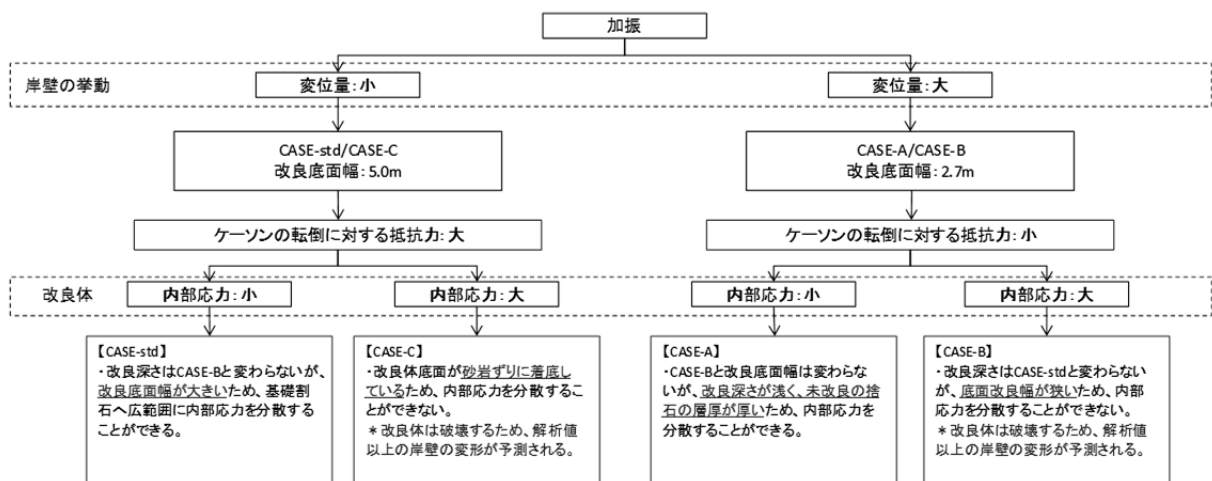 加振
岸壁の挙動
変位量：小
変位量：大
CASE-std/CASE-C
改良底面幅：5.0m
CASE-A/CASE-B
改良底面幅：2.7m
ケーソンの転倒に対する抵抗力：大
ケーソンの転倒に対する抵抗力：小
改良体
内部応力：小
内部応力：大
内部応力：小
内部応力：大
【CASE-std】
・改良深さはCASE-Bと変わらないが、
改良底面幅が大きいため、基礎割
石へ広範囲に内部応力を分散する
ことができる。
【CASE-C】
・改良体底面が砂岩ずりに着底し
ているため、内部応力を分散するこ
とができない。
＊改良体は破壊するため、解析値
以上の岸壁の変形が予測される。
【CASE-A】
・CASE-Bと改良底面幅は変わらな
いが、改良深さが浅く、未改良の捨
石の層厚が厚いため、内部応力を
分散することができる。
【CASE-B】
・改良深さはCASE-stdと変わらない
が、底面改良幅が狭いため、内部
応力を分散することができない。
＊改良体は破壊するため、解析値
以上の岸壁の変形が予測される。